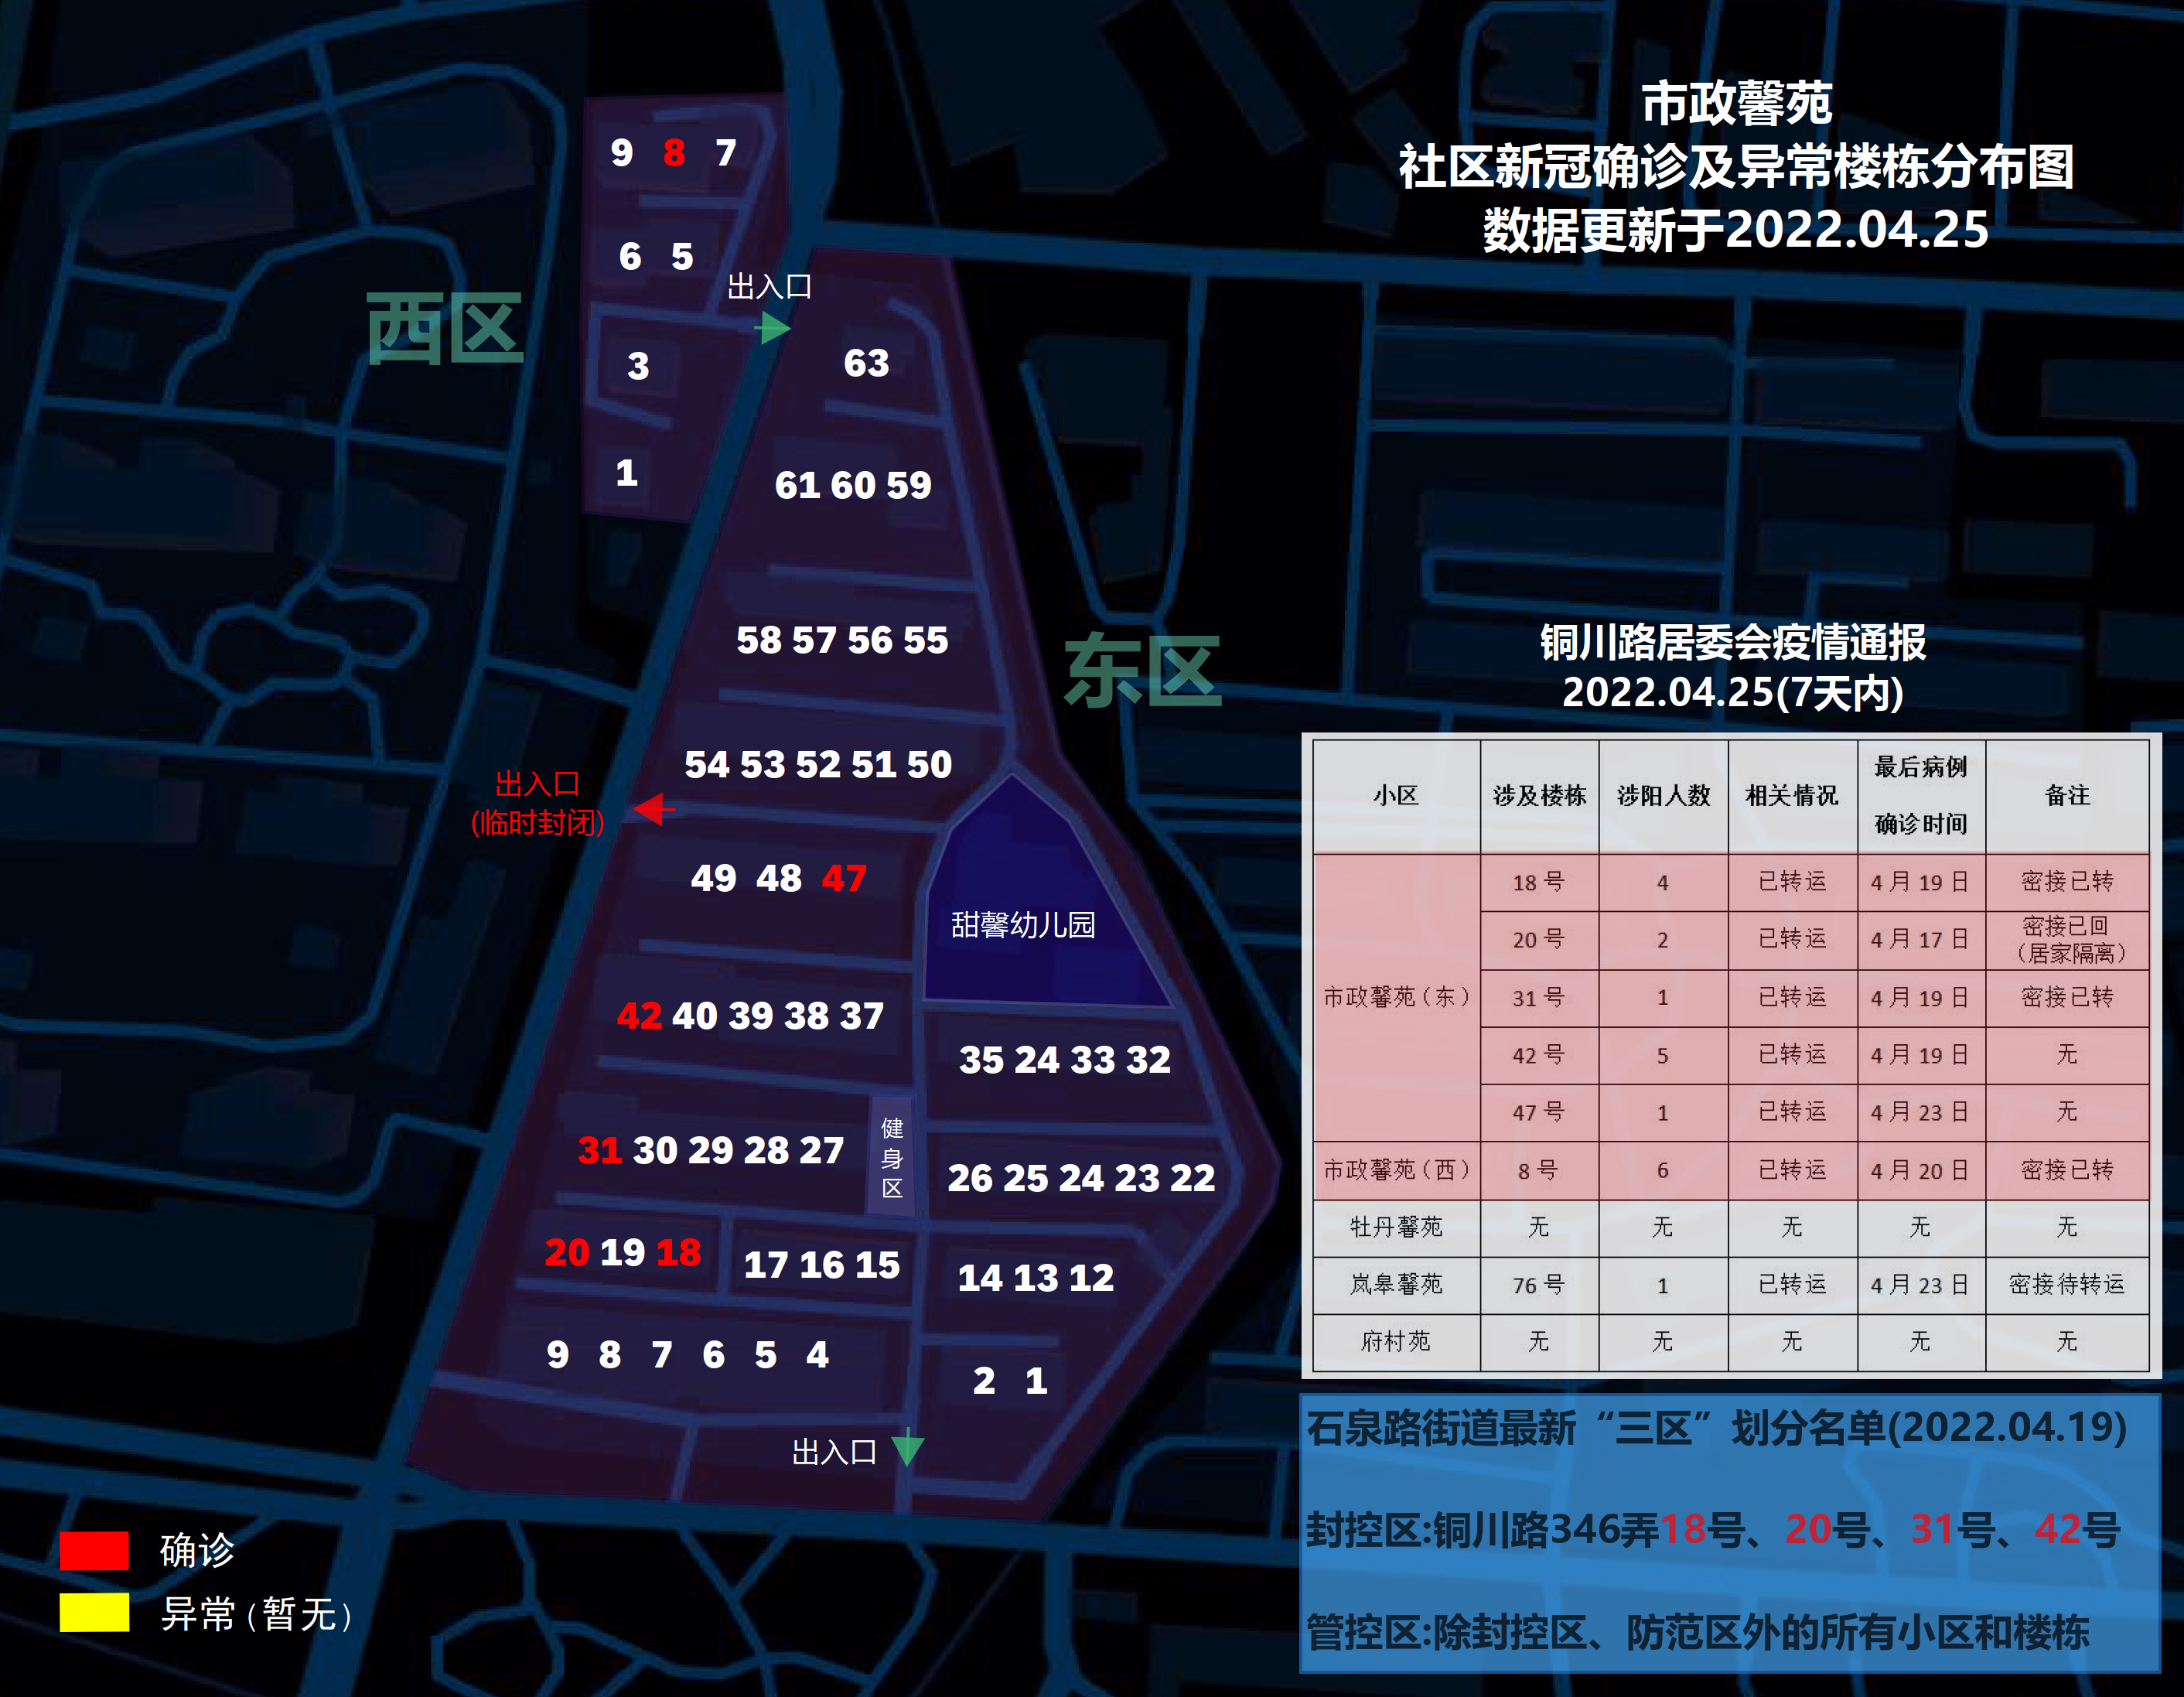 市政馨苑
社区新冠确诊及异常楼栋分布图
数据更新于2022.04.25
9 8 7
6 5
西区
出入口
3
63
1
61 60 59
58 57 56 55
东区
54 53 52 51 50
出入口
(临时封闭)
49 48 47
甜馨幼儿园
42 40 39 38 37
35 24 33 32
31 30 29 28 27
健
身
区
26 25 24 23 22
20 19 18
17 16 15
14 13 12
9 8 7 6 5 4
2 1
出入口
确诊
异常(暂无)
铜川路居委会疫情通报
2022.04.25(7天内)
小区 涉及楼栋 涉阳人数 相关情况 最后病例 备注
确诊时间
18 号 4 已转运 4 月 19 日 密接已转
20 号 2 已转运 4 月 17 日 密接已回
(居家隔离)
市政馨苑(东) 31 号 1 已转运 4 月 19 日 密接已转
42 号 5 已转运 4 月 19 日 无
47 号 1 已转运 4 月 23 日 无
市政馨苑(西) 8 号 6 已转运 4 月 20 日 密接已转
牡丹馨苑 无 无 无 无 无
岚皋馨苑 76 号 1 已转运 4 月 23 日 密接待转运
府村苑 无 无 无 无 无
石泉路街道最新“三区”划分名单(2022.04.19)
封控区:铜川路346弄18号、20号、31号、42号
管控区:除封控区、防范区外的所有小区和楼栋